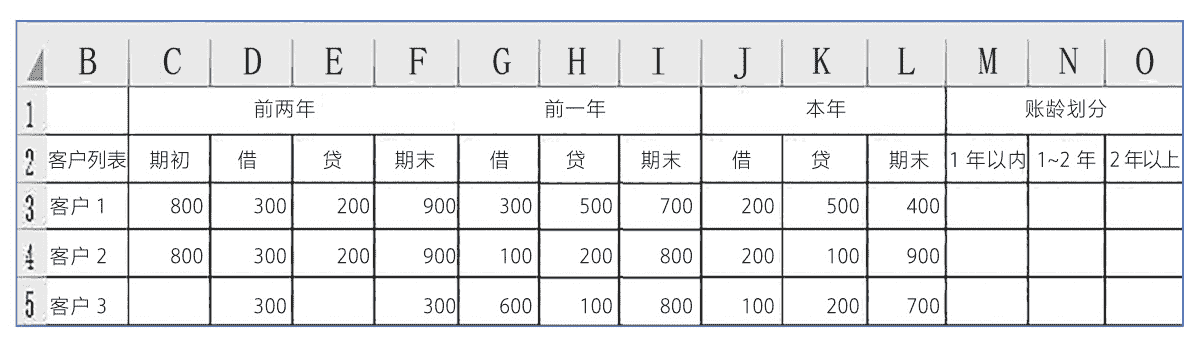 B C D E F G H I J K L M N O
1 前两年 前一年 本年 账龄划分
2 客户列表 期初 借 贷 期末 借 贷 期末 借 贷 期末 1年以内 1~2年 2年以上
3 客户1 800 300 200 900 300 500 700 200 500 400
4 客户2 800 300 200 900 100 200 800 200 100 900
5 客户3 300 300 600 100 800 100 200 700